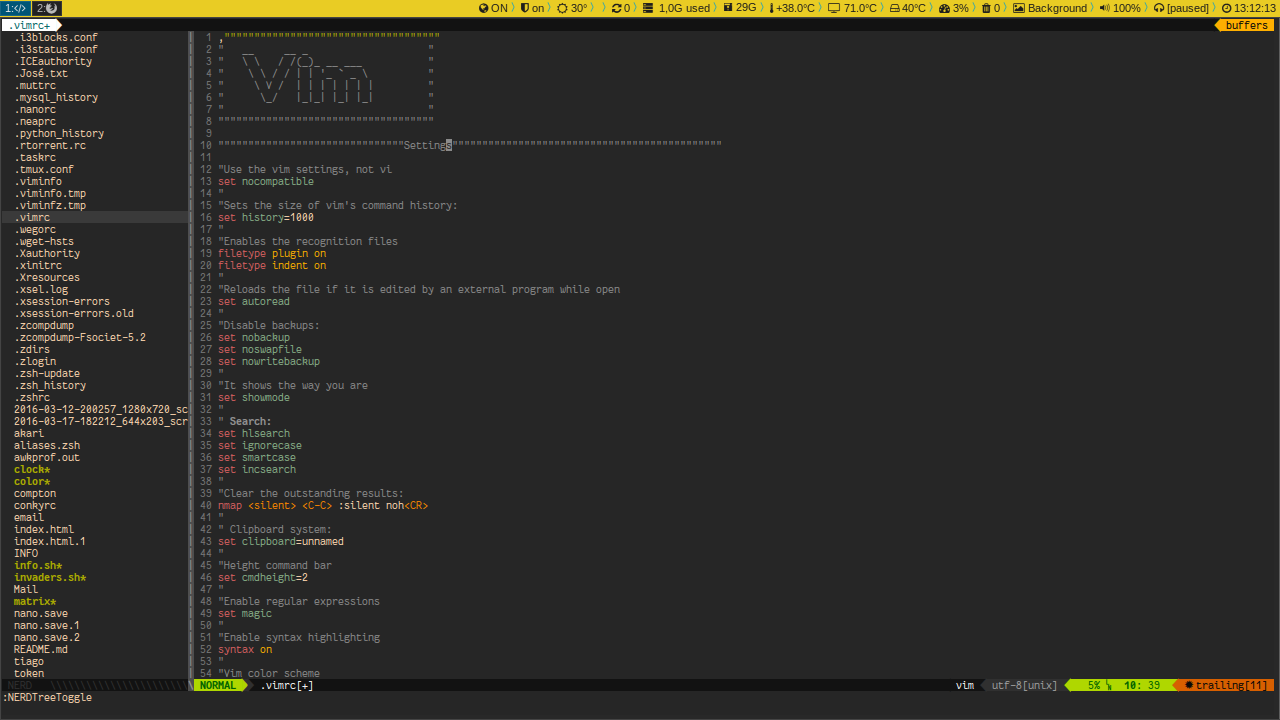 1: 2: ON on 30° 0 1,0G used 29G +38.0°C 71.0°C 40°C 3% 0 Background 100% [paused] 13:12:13
.vimrc+ buffers
.i3blocks.conf
.i3status.conf
.ICEauthority
.José.txt
.muttrc
.mysql_history
.nanorc
.neaprc
.python_history
.rtorrent.rc
.taskrc
.tmux.conf
.viminfo
.viminfo.tmp
.viminfz.tmp
.vimrc
.wegorc
.wget-hsts
.Xauthority
.xinitrc
.Xresources
.xsel.log
.xsession-errors
.xsession-errors.old
.zcompdump
.zcompdump-Fsociet-5.2
.zdirs
.zlogin
.zsh-update
.zsh_history
.zshrc
2016-03-12-200257_1280x720_sc
2016-03-17-182212_644x203_scr
akari
aliases.zsh
awkprof.out
clock*
color*
compton
conkyrc
email
index.html
index.html.1
INFO
info.sh*
invaders.sh*
Mail
matrix*
nano.save
nano.save.1
nano.save.2
README.md
tiago
token
1 ,""""""""""""""""""""""""""""""""""""
2 "   __     __ _                    "
3 "   \ \   / /(_)_ __ ___           "
4 "    \ \ / / | | '_ ` _ \          "
5 "     \ V /  | | | | | | |         "
6 "      \_/   |_|_| |_| |_|         "
7 "                                  "
8 """"""""""""""""""""""""""""""""""""
9
10 """""""""""""""""""""""""""""""Settings"""""""""""""""""""""""""""""""""""""""""""""
11
12 "Use the vim settings, not vi
13 set nocompatible
14 "
15 "Sets the size of vim's command history:
16 set history=1000
17 "
18 "Enables the recognition files
19 filetype plugin on
20 filetype indent on
21 "
22 "Reloads the file if it is edited by an external program while open
23 set autoread
24 "
25 "Disable backups:
26 set nobackup
27 set noswapfile
28 set nowritebackup
29 "
30 "It shows the way you are
31 set showmode
32 "
33 " Search:
34 set hlsearch
35 set ignorecase
36 set smartcase
37 set incsearch
38 "
39 "Clear the outstanding results:
40 nmap <silent> <C-C> :silent noh<CR>
41 "
42 " Clipboard system:
43 set clipboard=unnamed
44 "
45 "Height command bar
46 set cmdheight=2
47 "
48 "Enable regular expressions
49 set magic
50 "
51 "Enable syntax highlighting
52 syntax on
53 "
54 "Vim color scheme
NERD NORMAL .vimrc[+] vim utf-8[unix] 5% 10: 39 trailing[11]
:NERDTreeToggle